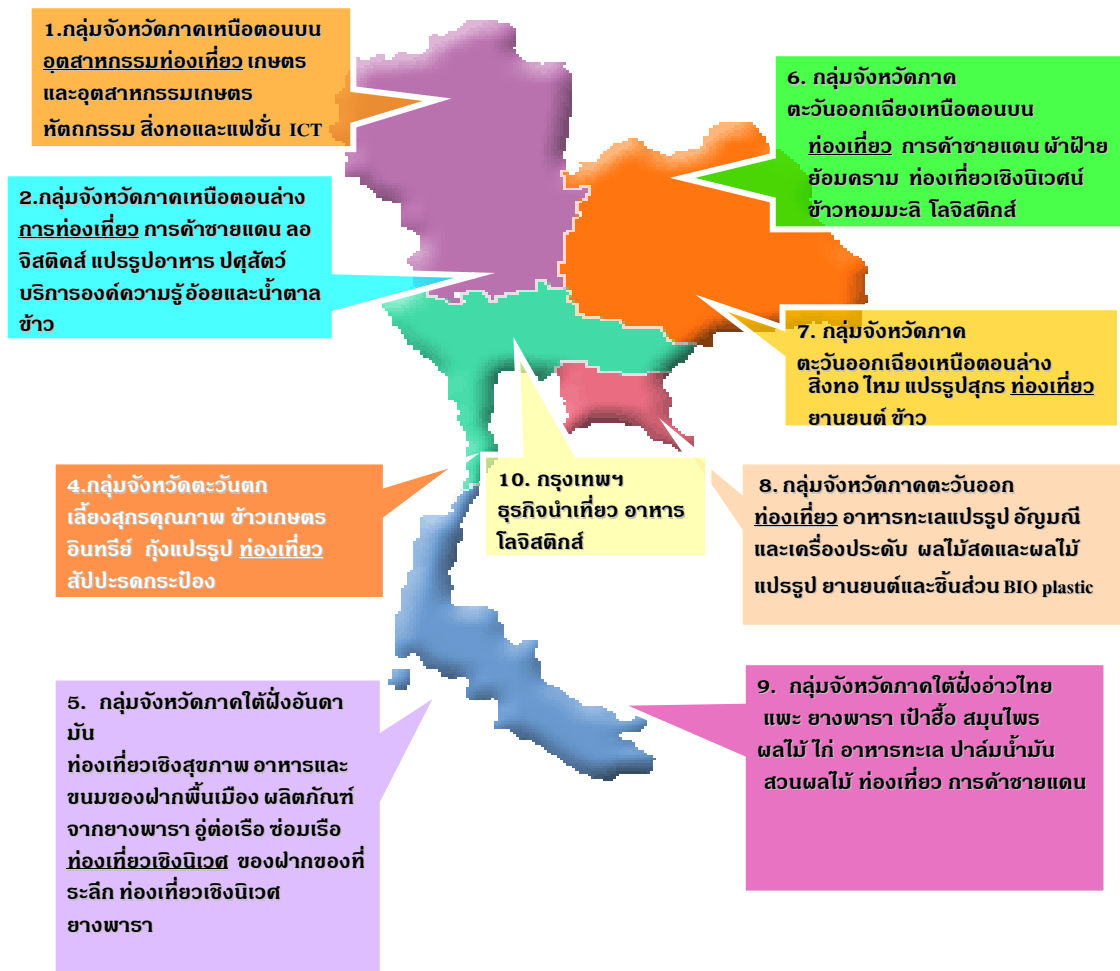 1.กลุ่มจังหวัดภาคเหนือตอนบน
อุตสาหกรรมท่องเที่ยว เกษตร
และอุตสาหกรรมเกษตร
หัตถกรรม สิ่งทอและแฟชั่น ICT
2.กลุ่มจังหวัดภาคเหนือตอนล่าง
การท่องเที่ยว การค้าชายแดน ลอ
จิสติคส์ แปรรูปอาหาร ปศุสัตว์
บริการองค์ความรู้ อ้อยและน้ำตาล
ข้าว
4.กลุ่มจังหวัดตะวันตก
เลี้ยงสุกรคุณภาพ ข้าวเกษตร
อินทรีย์ กุ้งแปรรูป ท่องเที่ยว
สัปปะรดกระป๋อง
5. กลุ่มจังหวัดภาคใต้ฝั่งอันดา
มัน
ท่องเที่ยวเชิงสุขภาพ อาหารและ
ขนมของฝากพื้นเมือง ผลิตภัณฑ์
จากยางพารา อู่ต่อเรือ ซ่อมเรือ
ท่องเที่ยวเชิงนิเวศ ของฝากของที่
ระลึก ท่องเที่ยวเชิงนิเวศ
ยางพารา
6. กลุ่มจังหวัดภาค
ตะวันออกเฉียงเหนือตอนบน
ท่องเที่ยว การค้าชายแดน ผ้าฝ้าย
ย้อมคราม ท่องเที่ยวเชิงนิเวศน์
ข้าวหอมมะลิ โลจิสติกส์
7. กลุ่มจังหวัดภาค
ตะวันออกเฉียงเหนือตอนล่าง
สิ่งทอ ไหม แปรรูปสุกร ท่องเที่ยว
ยานยนต์ ข้าว
8. กลุ่มจังหวัดภาคตะวันออก
ท่องเที่ยว อาหารทะเลแปรรูป อัญมณี
และเครื่องประดับ ผลไม้สดและผลไม้
แปรรูป ยานยนต์และชิ้นส่วน BIO plastic
9. กลุ่มจังหวัดภาคใต้ฝั่งอ่าวไทย
แพะ ยางพารา เป๋าฮื้อ สมุนไพร
ผลไม้ ไก่ อาหารทะเล ปาล์มน้ำมัน
สวนผลไม้ ท่องเที่ยว การค้าชายแดน
10. กรุงเทพฯ
ธุรกิจนำเที่ยว อาหาร
โลจิสติกส์